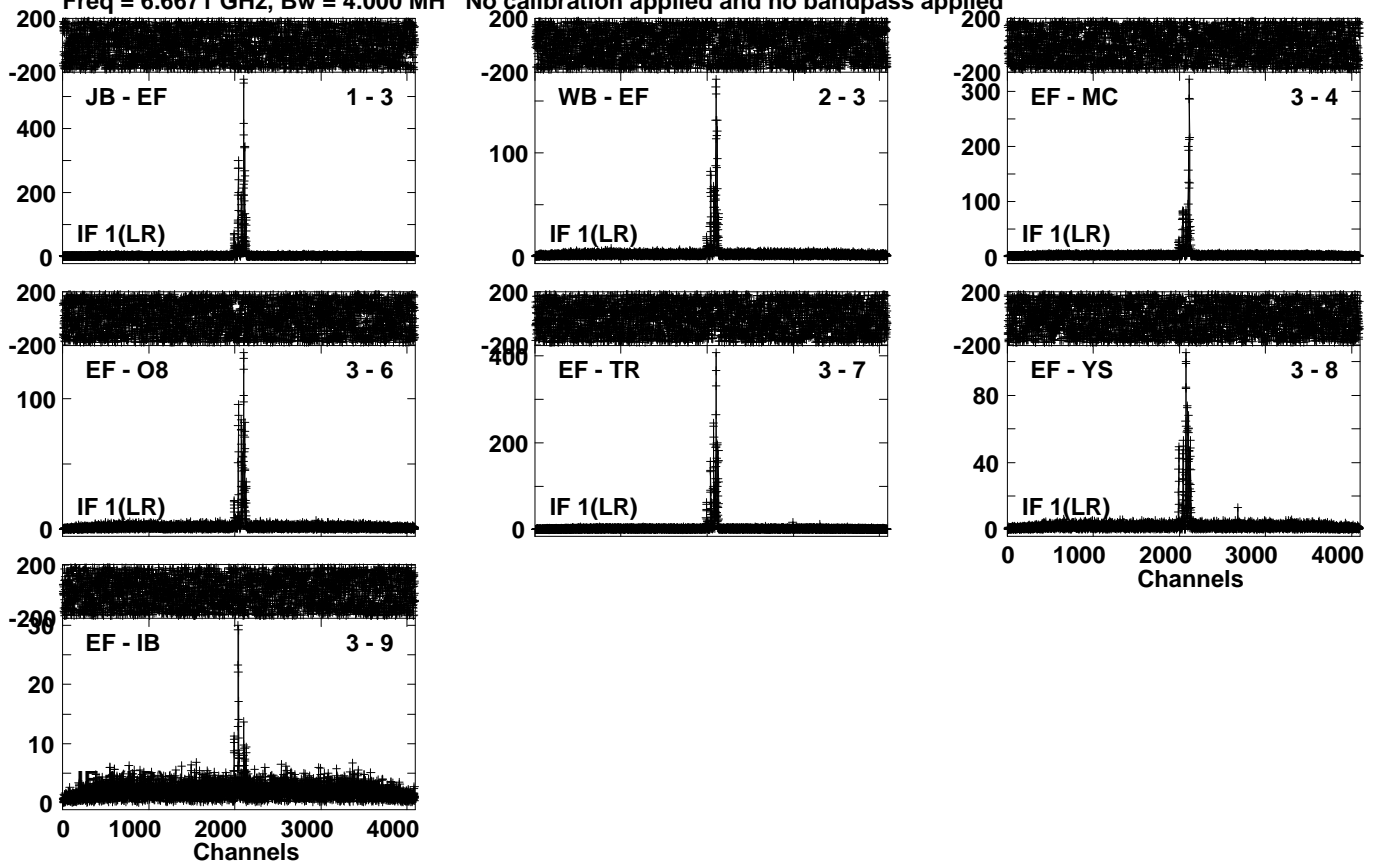 Freq = 6.6671 GHz, Bw = 4.000 MH No calibration applied and no bandpass applied
200
-200
JB - EF 1 - 3
400
200
IF 1(LR)
0
200
-200
WB - EF 2 - 3
100
IF 1(LR)
0
200
-200
300
EF - MC 3 - 4
200
100
IF 1(LR)
0
200
-200
EF - O8 3 - 6
100
IF 1(LR)
0
200
-200
400
EF - TR 3 - 7
200
IF 1(LR)
0
200
-200
EF - YS 3 - 8
80
40
IF 1(LR)
0
0 1000 2000 3000 4000
Channels
200
-200
30
EF - IB 3 - 9
20
10
0
0 1000 2000 3000 4000
Channels